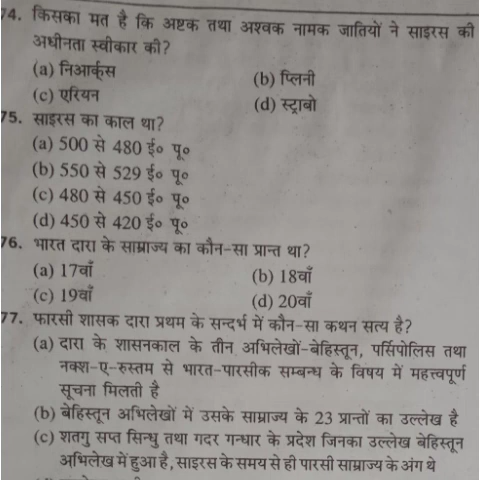 74. किसका मत है कि अष्टक तथा अश्वक नामक जातियों ने साइरस की
अधीनता स्वीकार की?
(a) निआर्कुस (b) प्लिनी
(c) एरियन (d) स्ट्राबो
75. साइरस का काल था?
(a) 500 से 480 ई० पू०
(b) 550 से 529 ई० पू०
(c) 480 से 450 ई० पू०
(d) 450 से 420 ई० पू०
76. भारत दारा के साम्राज्य का कौन-सा प्रान्त था?
(a) 17वाँ (b) 18वाँ
(c) 19वाँ (d) 20वाँ
77. फारसी शासक दारा प्रथम के सन्दर्भ में कौन-सा कथन सत्य है?
(a) दारा के शासनकाल के तीन अभिलेखों-बेहिस्तून, पर्सिपोलिस तथा
नक्श-ए-रुस्तम से भारत-पारसीक सम्बन्ध के विषय में महत्त्वपूर्ण
सूचना मिलती है
(b) बेहिस्तून अभिलेखों में उसके साम्राज्य के 23 प्रान्तों का उल्लेख है
(c) शतगु सप्त सिन्धु तथा गदर गन्धार के प्रदेश जिनका उल्लेख बेहिस्तून
अभिलेख में हुआ है, साइरस के समय से ही पारसी साम्राज्य के अंग थे